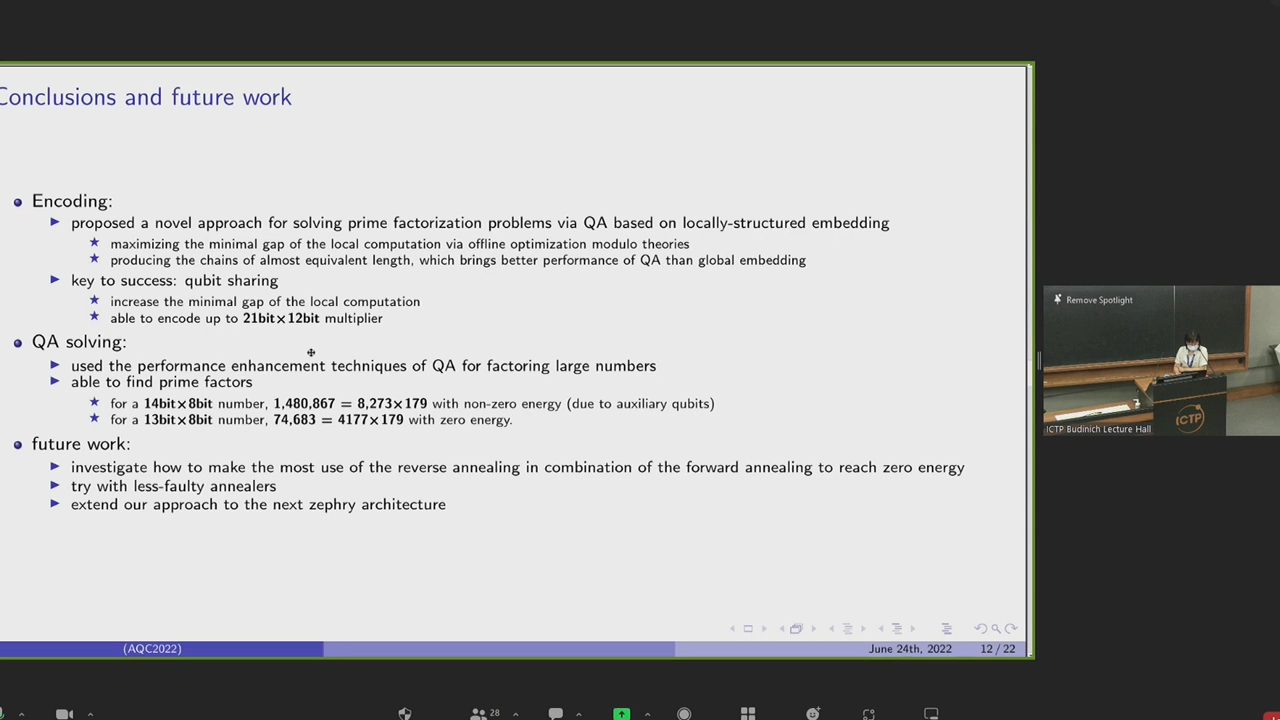 Conclusions and future work
Encoding:
proposed a novel approach for solving prime factorization problems via QA based on locally-structured embedding
maximizing the minimal gap of the local computation via offline optimization modulo theories
producing the chains of almost equivalent length, which brings better performance of QA than global embedding
key to success: qubit sharing
increase the minimal gap of the local computation
able to encode up to 21bit×12bit multiplier
QA solving:
used the performance enhancement techniques of QA for factoring large numbers
able to find prime factors
for a 14bit×8bit number, 1,480,867 = 8,273×179 with non-zero energy (due to auxiliary qubits)
for a 13bit×8bit number, 74,683 = 4177×179 with zero energy.
future work:
investigate how to make the most use of the reverse annealing in combination of the forward annealing to reach zero energy
try with less-faulty annealers
extend our approach to the next zephry architecture
(AQC2022)
June 24th, 2022
12 / 22
Remove Spotlight
ICTP
ICTP Budinich Lecture Hall
28